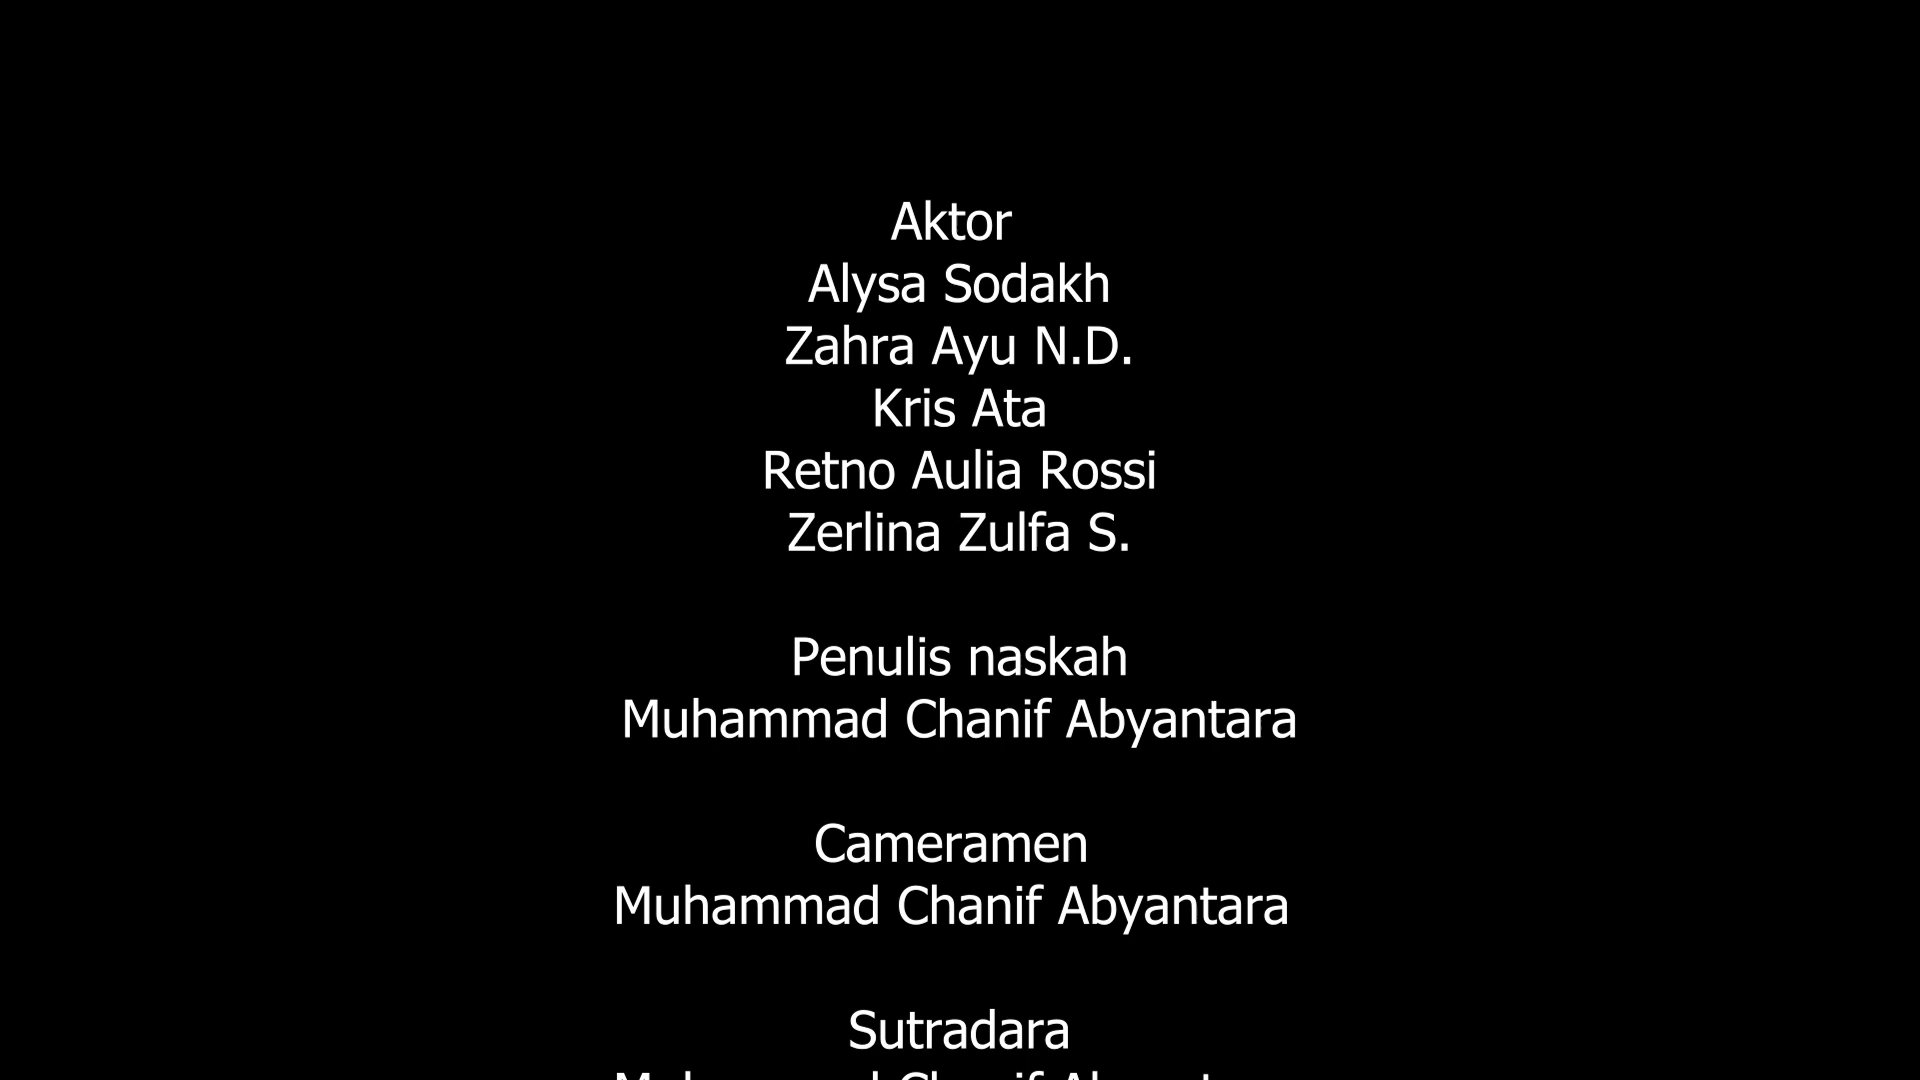 Aktor
Alysa Sodakh
Zahra Ayu N.D.
Kris Ata
Retno Aulia Rossi
Zerlina Zulfa S.
Penulis naskah
Muhammad Chanif Abyantara
Cameramen
Muhammad Chanif Abyantara
Sutradara